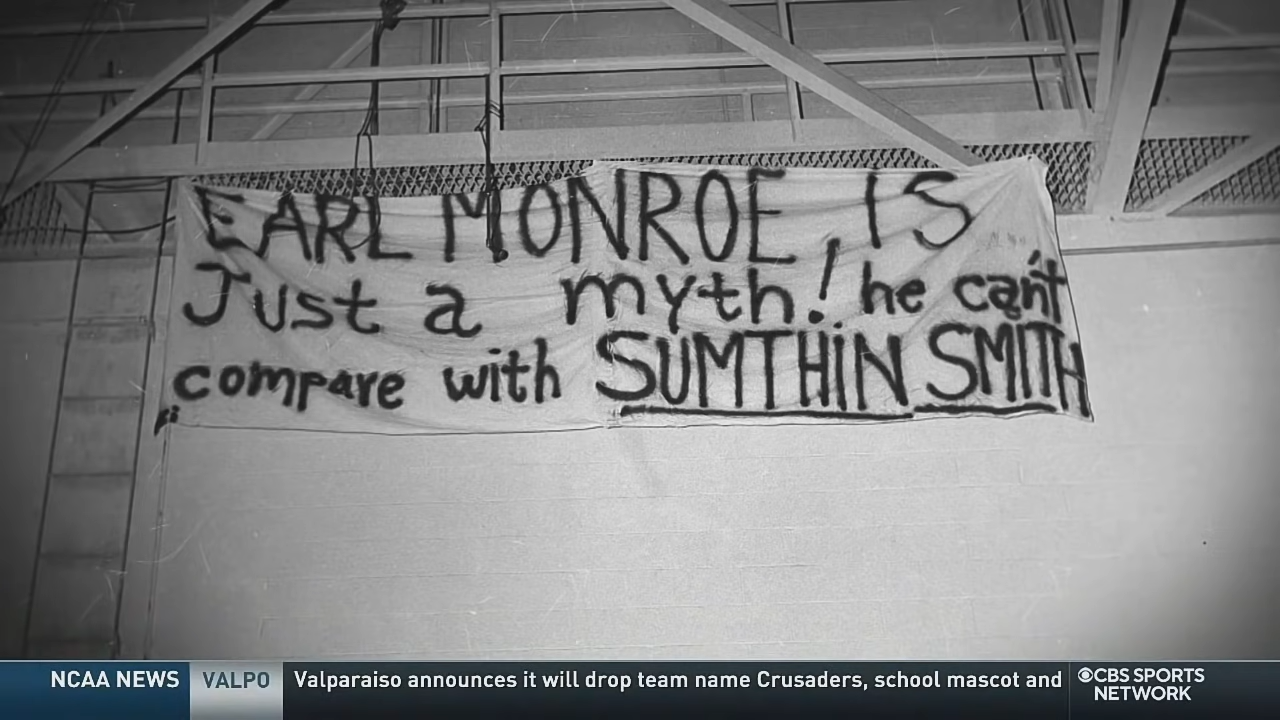 EARL MONROE, IS
Just a myth! he can't
compare with SUMTHiN SMITH
NCAA NEWS
VALPO
Valparaiso announces it will drop team name Crusaders, school mascot and
CBS SPORTS
NETWORK